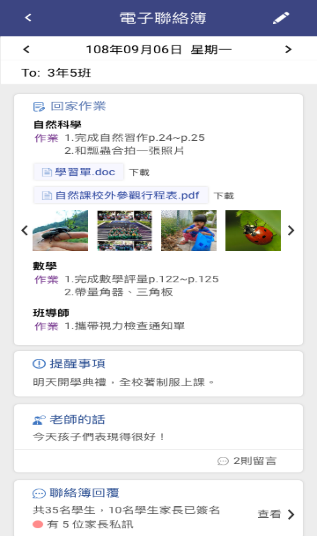 電子聯絡簿
108年09月06日 星期一
To: 3年5班
回家作業
自然科學
作業 1.完成自然習作p.24~p.25
2.和瓢蟲合拍一張照片
學習單.doc 下載
自然課校外參觀行程表.pdf 下載
數學
作業 1.完成數學評量p.122~p.125
2.帶量角器、三角板
班導師
作業 1.攜帶視力檢查通知單
提醒事項
明天開學典禮，全校著制服上課。
老師的話
今天孩子們表現得很好！
2則留言
聯絡簿回覆
共35名學生，10名學生家長已簽名
查看
有 5 位家長私訊